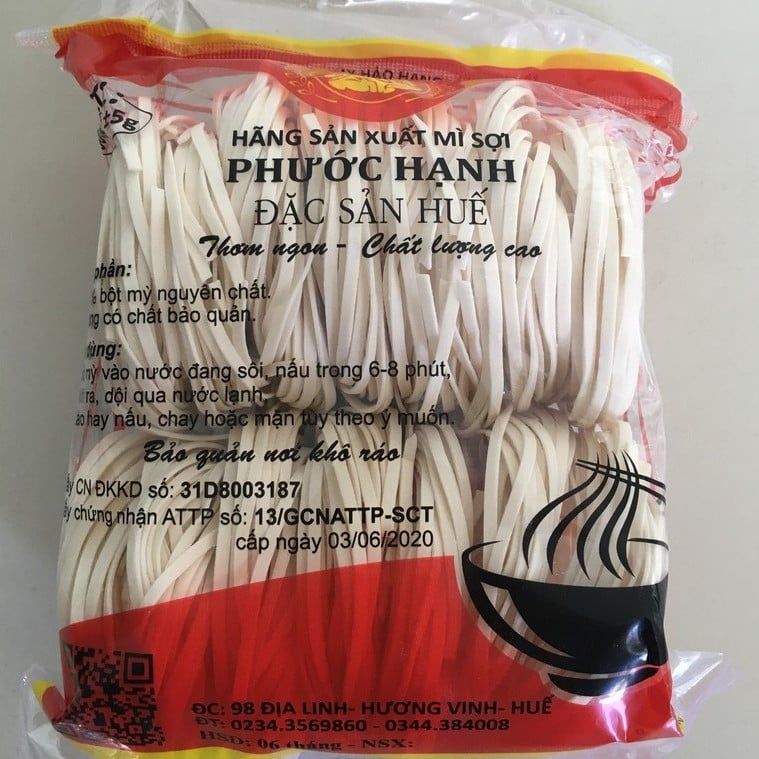 HẢO HẠNG
±5g
HÃNG SẢN XUẤT MÌ SỢI
PHƯỚC HẠNH
ĐẶC SẢN HUẾ
Thơm ngon - Chất lượng cao
phần:
bột mỳ nguyên chất.
có chất bảo quản.
dùng:
mỳ vào nước đang sôi, nấu trong 6-8 phút,
ra, dội qua nước lạnh,
hay nấu, chay hoặc mặn tùy theo ý muốn.
Bảo quản nơi khô ráo
CN ĐKKD số: 31D8003187
chứng nhận ATTP số: 13/GCNATTP-SCT
cấp ngày 03/06/2020
ĐC: 98 ĐỊA LINH- HƯƠNG VINH- HUẾ
ĐT: 0234.3569860 - 0344.384008
HSD: 06 tháng - NSX: